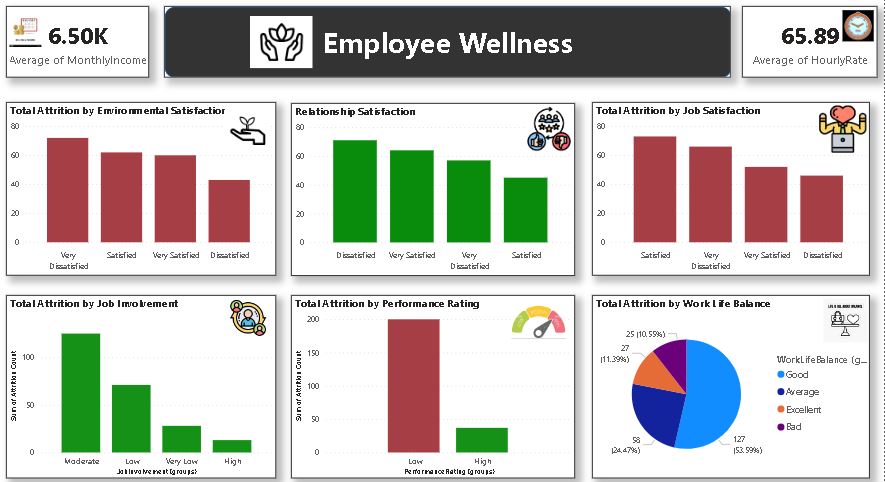 6.50K
Average of MonthlyIncome
Employee Wellness
65.89
Average of HourlyRate
Total Attrition by Environmental Satisfaction
80
60
40
20
0
Very
Dissatisfied
Satisfied
Very Satisfied
Dissatisfied
Relationship Satisfaction
80
60
40
20
0
Dissatisfied
Very Satisfied
Very
Dissatisfied
Satisfied
Total Attrition by Job Satisfaction
80
60
40
20
0
Satisfied
Very
Dissatisfied
Very Satisfied
Dissatisfied
Total Attrition by Job Involvement
Sum of Attrition Count
100
50
0
Moderate
Low
Very Low
High
JobInvolvement (groups)
Total Attrition by Performance Rating
Sum of Attrition Count
200
150
100
50
0
Low
High
Performance Rating (groups)
Total Attrition by Work Life Balance
25 (10.55%)
27
(11.39%)
58
(24.47%)
127
(53.59%)
WorkLifeBalance (g...
Good
Average
Excellent
Bad